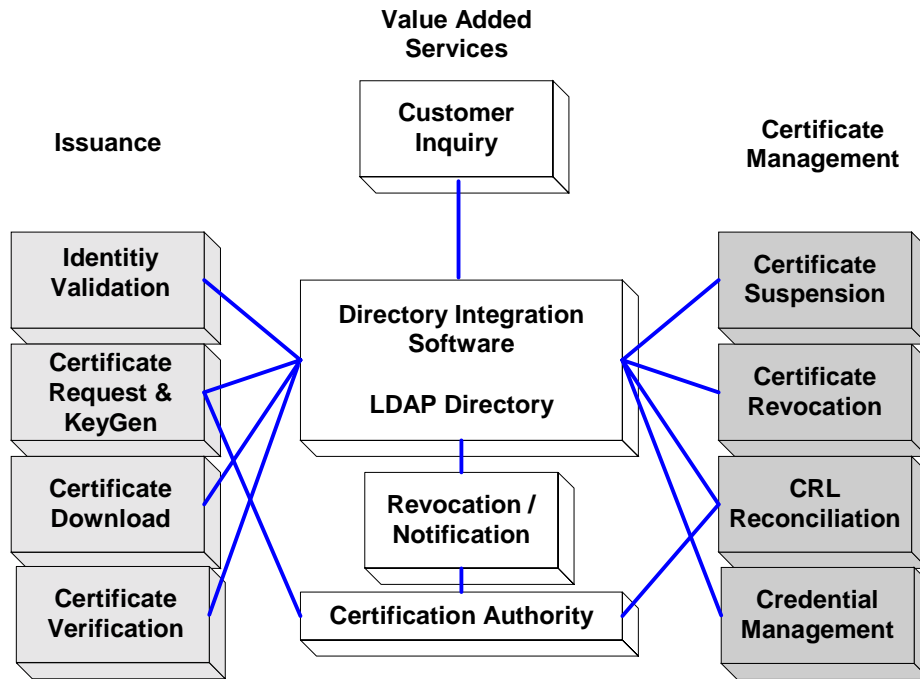 Value Added
Services
Customer
Inquiry
Issuance
Certificate
Management
Identitiy
Validation
Certificate
Request &
KeyGen
Certificate
Download
Certificate
Verification
Directory Integration
Software
LDAP Directory
Revocation /
Notification
Certification Authority
Certificate
Suspension
Certificate
Revocation
CRL
Reconciliation
Credential
Management